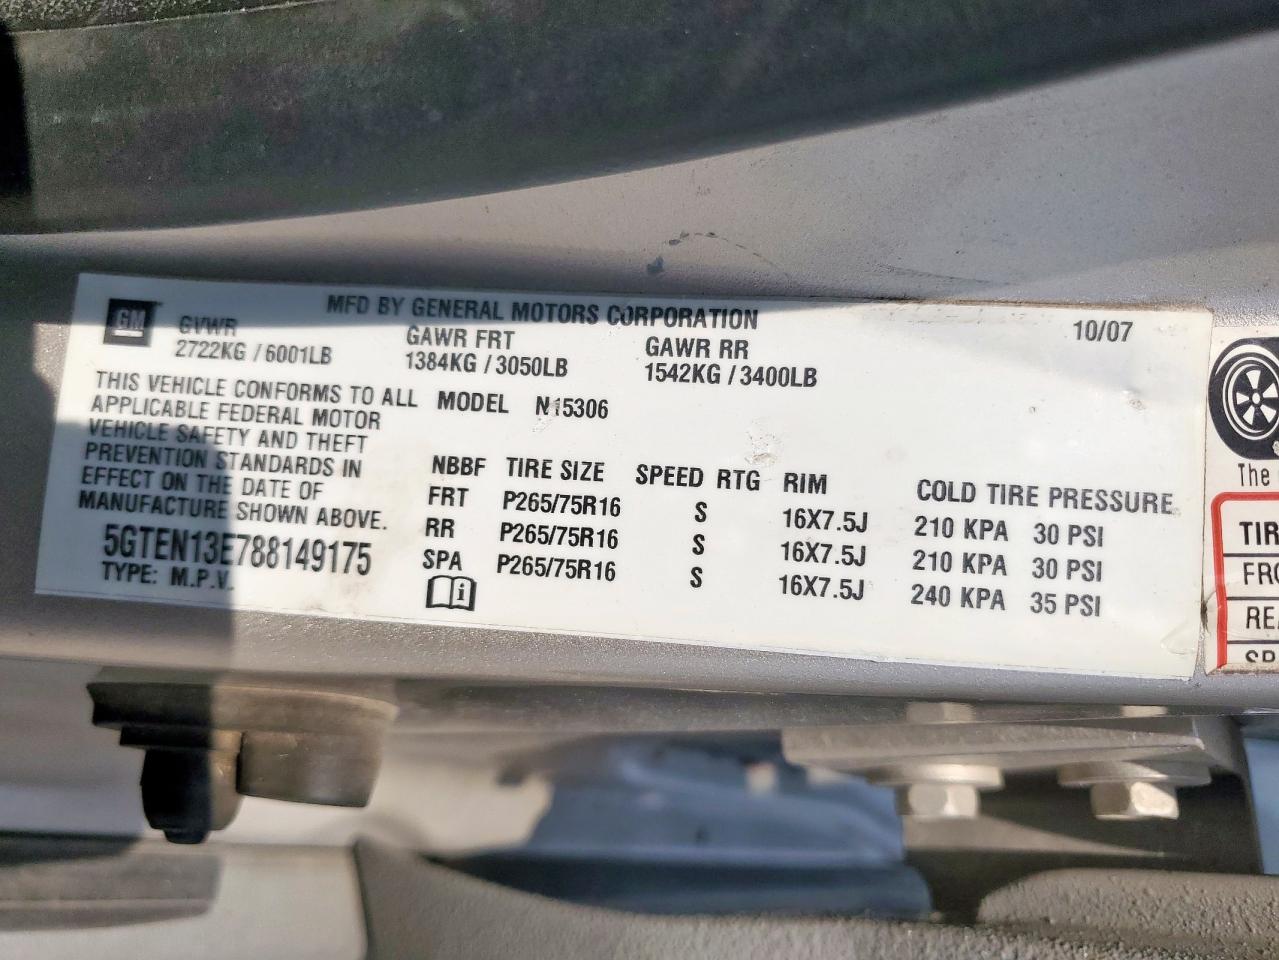 GM
MFD BY GENERAL MOTORS CORPORATION
10/07
GVWR GAWR FRT GAWR RR
2722KG / 6001LB 1384KG / 3050LB 1542KG / 3400LB
THIS VEHICLE CONFORMS TO ALL
APPLICABLE FEDERAL MOTOR
VEHICLE SAFETY AND THEFT
PREVENTION STANDARDS IN
EFFECT ON THE DATE OF
MANUFACTURE SHOWN ABOVE.
5GTEN13E788149175
TYPE: M.P.V.
MODEL N15306
NBBF TIRE SIZE SPEED RTG RIM COLD TIRE PRESSURE
FRT P265/75R16 S 16X7.5J 210 KPA 30 PSI
RR P265/75R16 S 16X7.5J 210 KPA 30 PSI
SPA P265/75R16 S 16X7.5J 240 KPA 35 PSI
i
The
TIR
FRO
REA